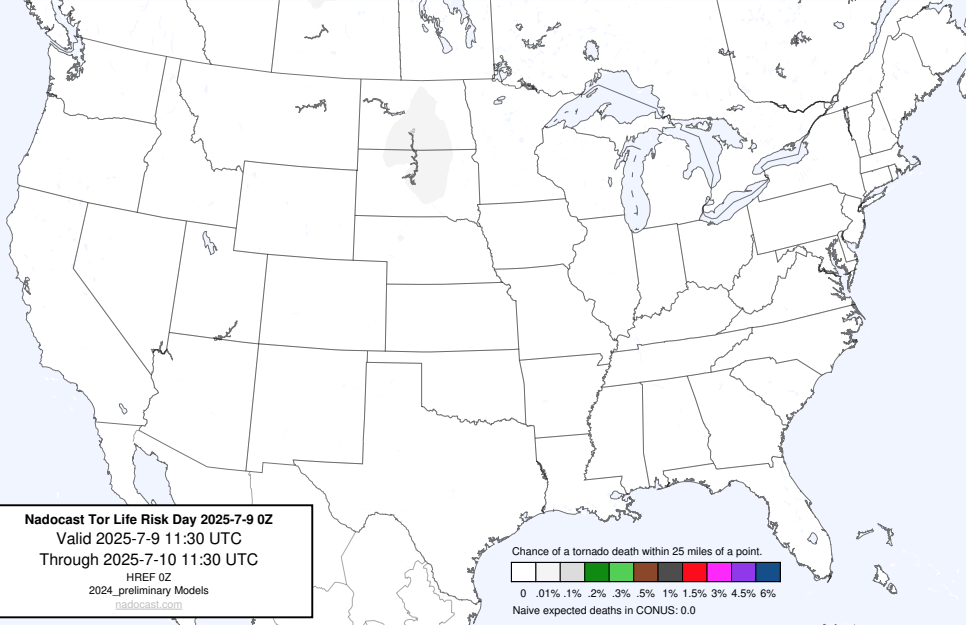 Nadocast Tor Life Risk Day 2025-7-9 0Z
Valid 2025-7-9 11:30 UTC
Through 2025-7-10 11:30 UTC
HREF 0Z
2024_preliminary Models
nadocast.com
Chance of a tornado death within 25 miles of a point.
0 .01% .1% .2% .3% .5% 1% 1.5% 3% 4.5% 6%
Naive expected deaths in CONUS: 0.0